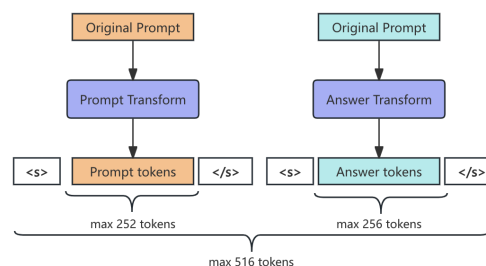 Original Prompt
Original Prompt
Prompt Transform
Answer Transform
<s>
Prompt tokens
</s>
<s>
Answer tokens
</s>
max 252 tokens
max 256 tokens
max 516 tokens